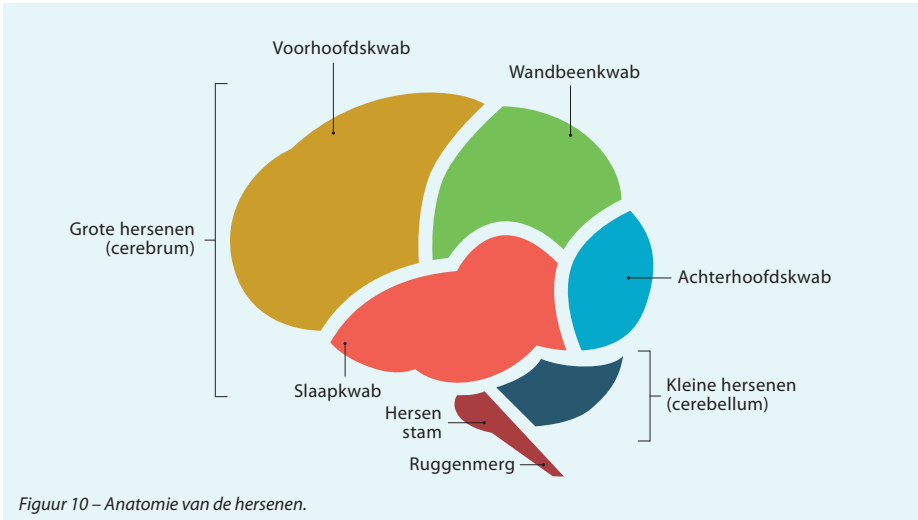 Voorhoofdskwab
Wandbeenkwab
Grote hersenen
(cerebrum)
Achterhoofdskwab
Slaapkwab
Kleine hersenen
(cerebellum)
Hersen
stam
Ruggenmerg
Figuur 10 – Anatomie van de hersenen.